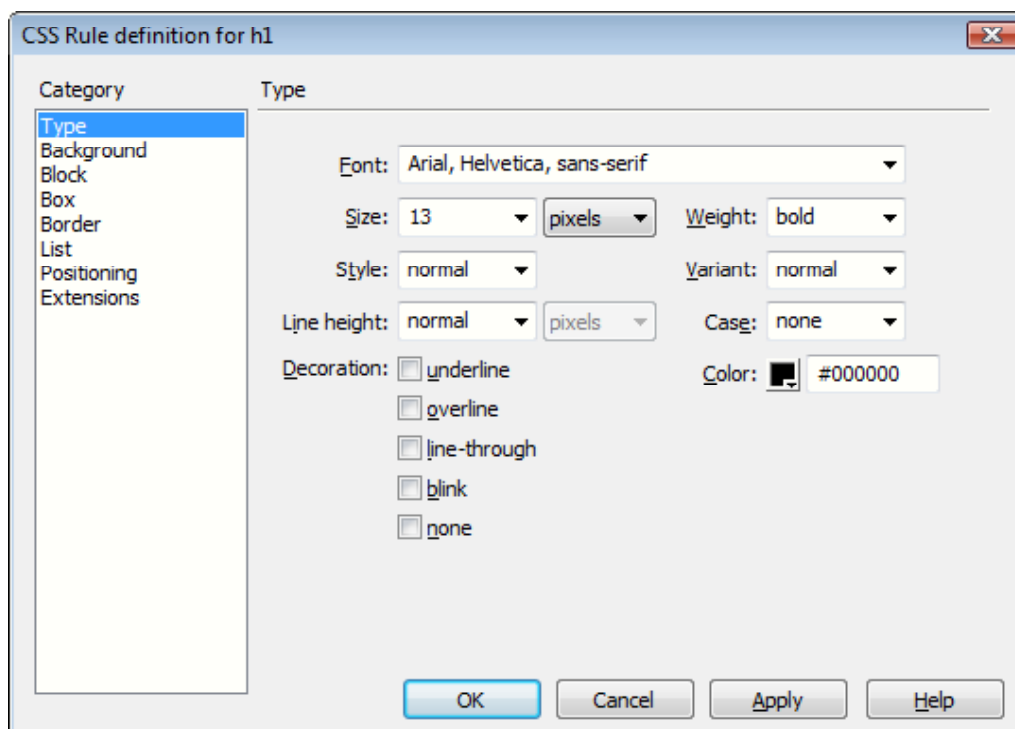 CSS Rule definition for h1
Category
Type
Type
Background
Block
Box
Border
List
Positioning
Extensions
Font: Arial, Helvetica, sans-serif
Size: 13 pixels Weight: bold
Style: normal Variant: normal
Line height: normal pixels Case: none
Decoration: underline Color: #000000
overline
line-through
blink
none
OK Cancel Apply Help